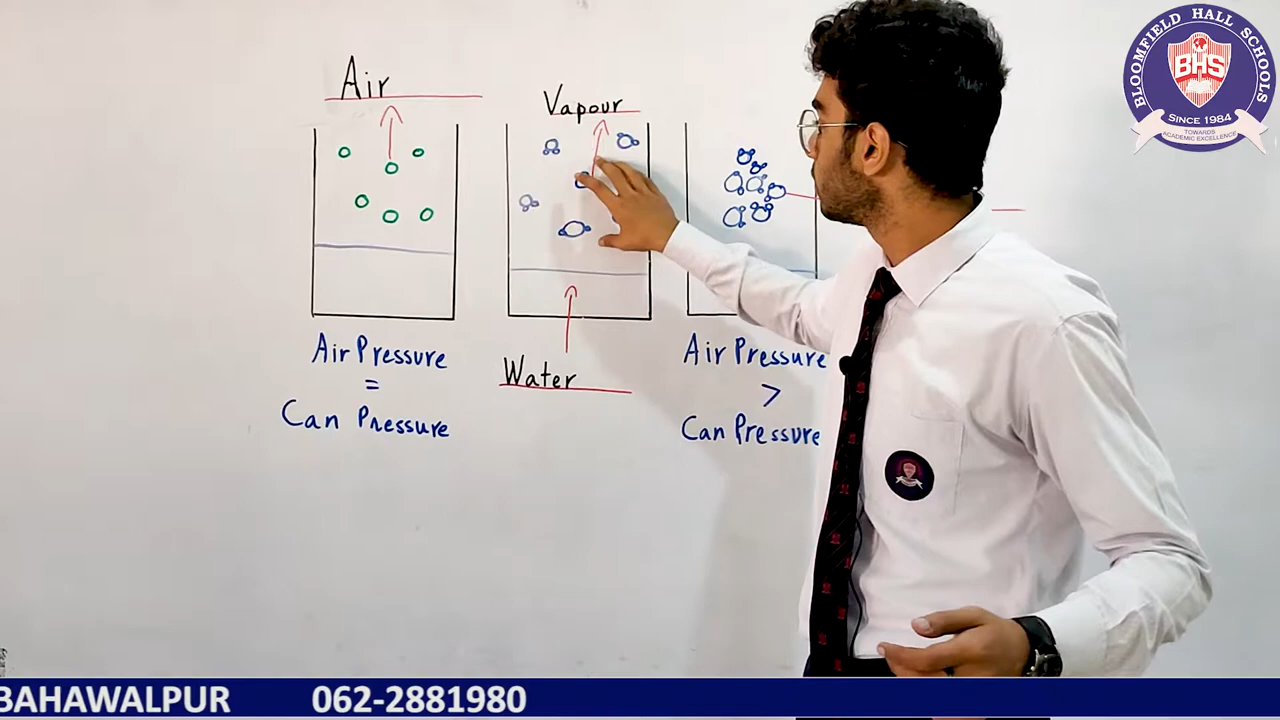 Air
Vapour
Air Pressure
=
Can Pressure
Water
Air Pressure
>
Can Pressure
BLOOMFIELD HALL SCHOOLS
BHS
SINCE 1984
TOWARDS
ACADEMIC EXCELLENCE
BAHAWALPUR 062-2881980